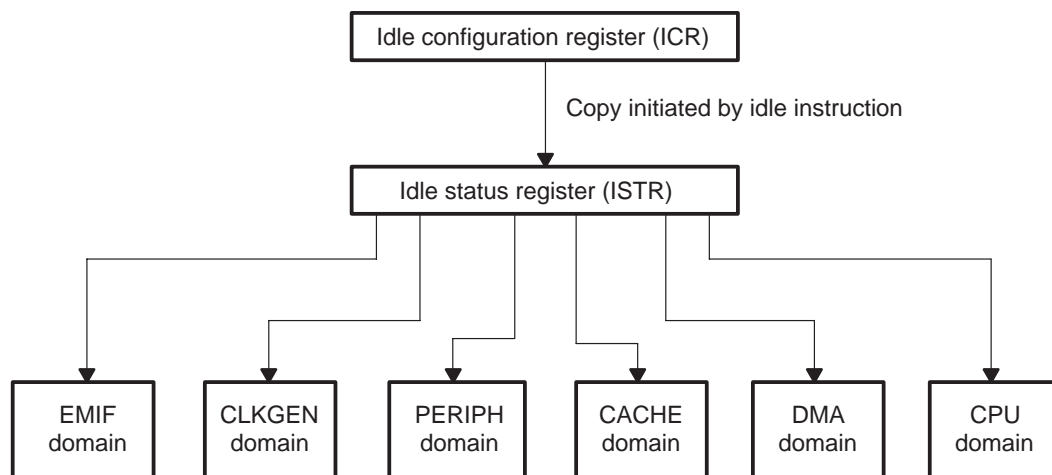 Idle configuration register (ICR)
Copy initiated by idle instruction
Idle status register (ISTR)
EMIF
domain
CLKGEN
domain
PERIPH
domain
CACHE
domain
DMA
domain
CPU
domain